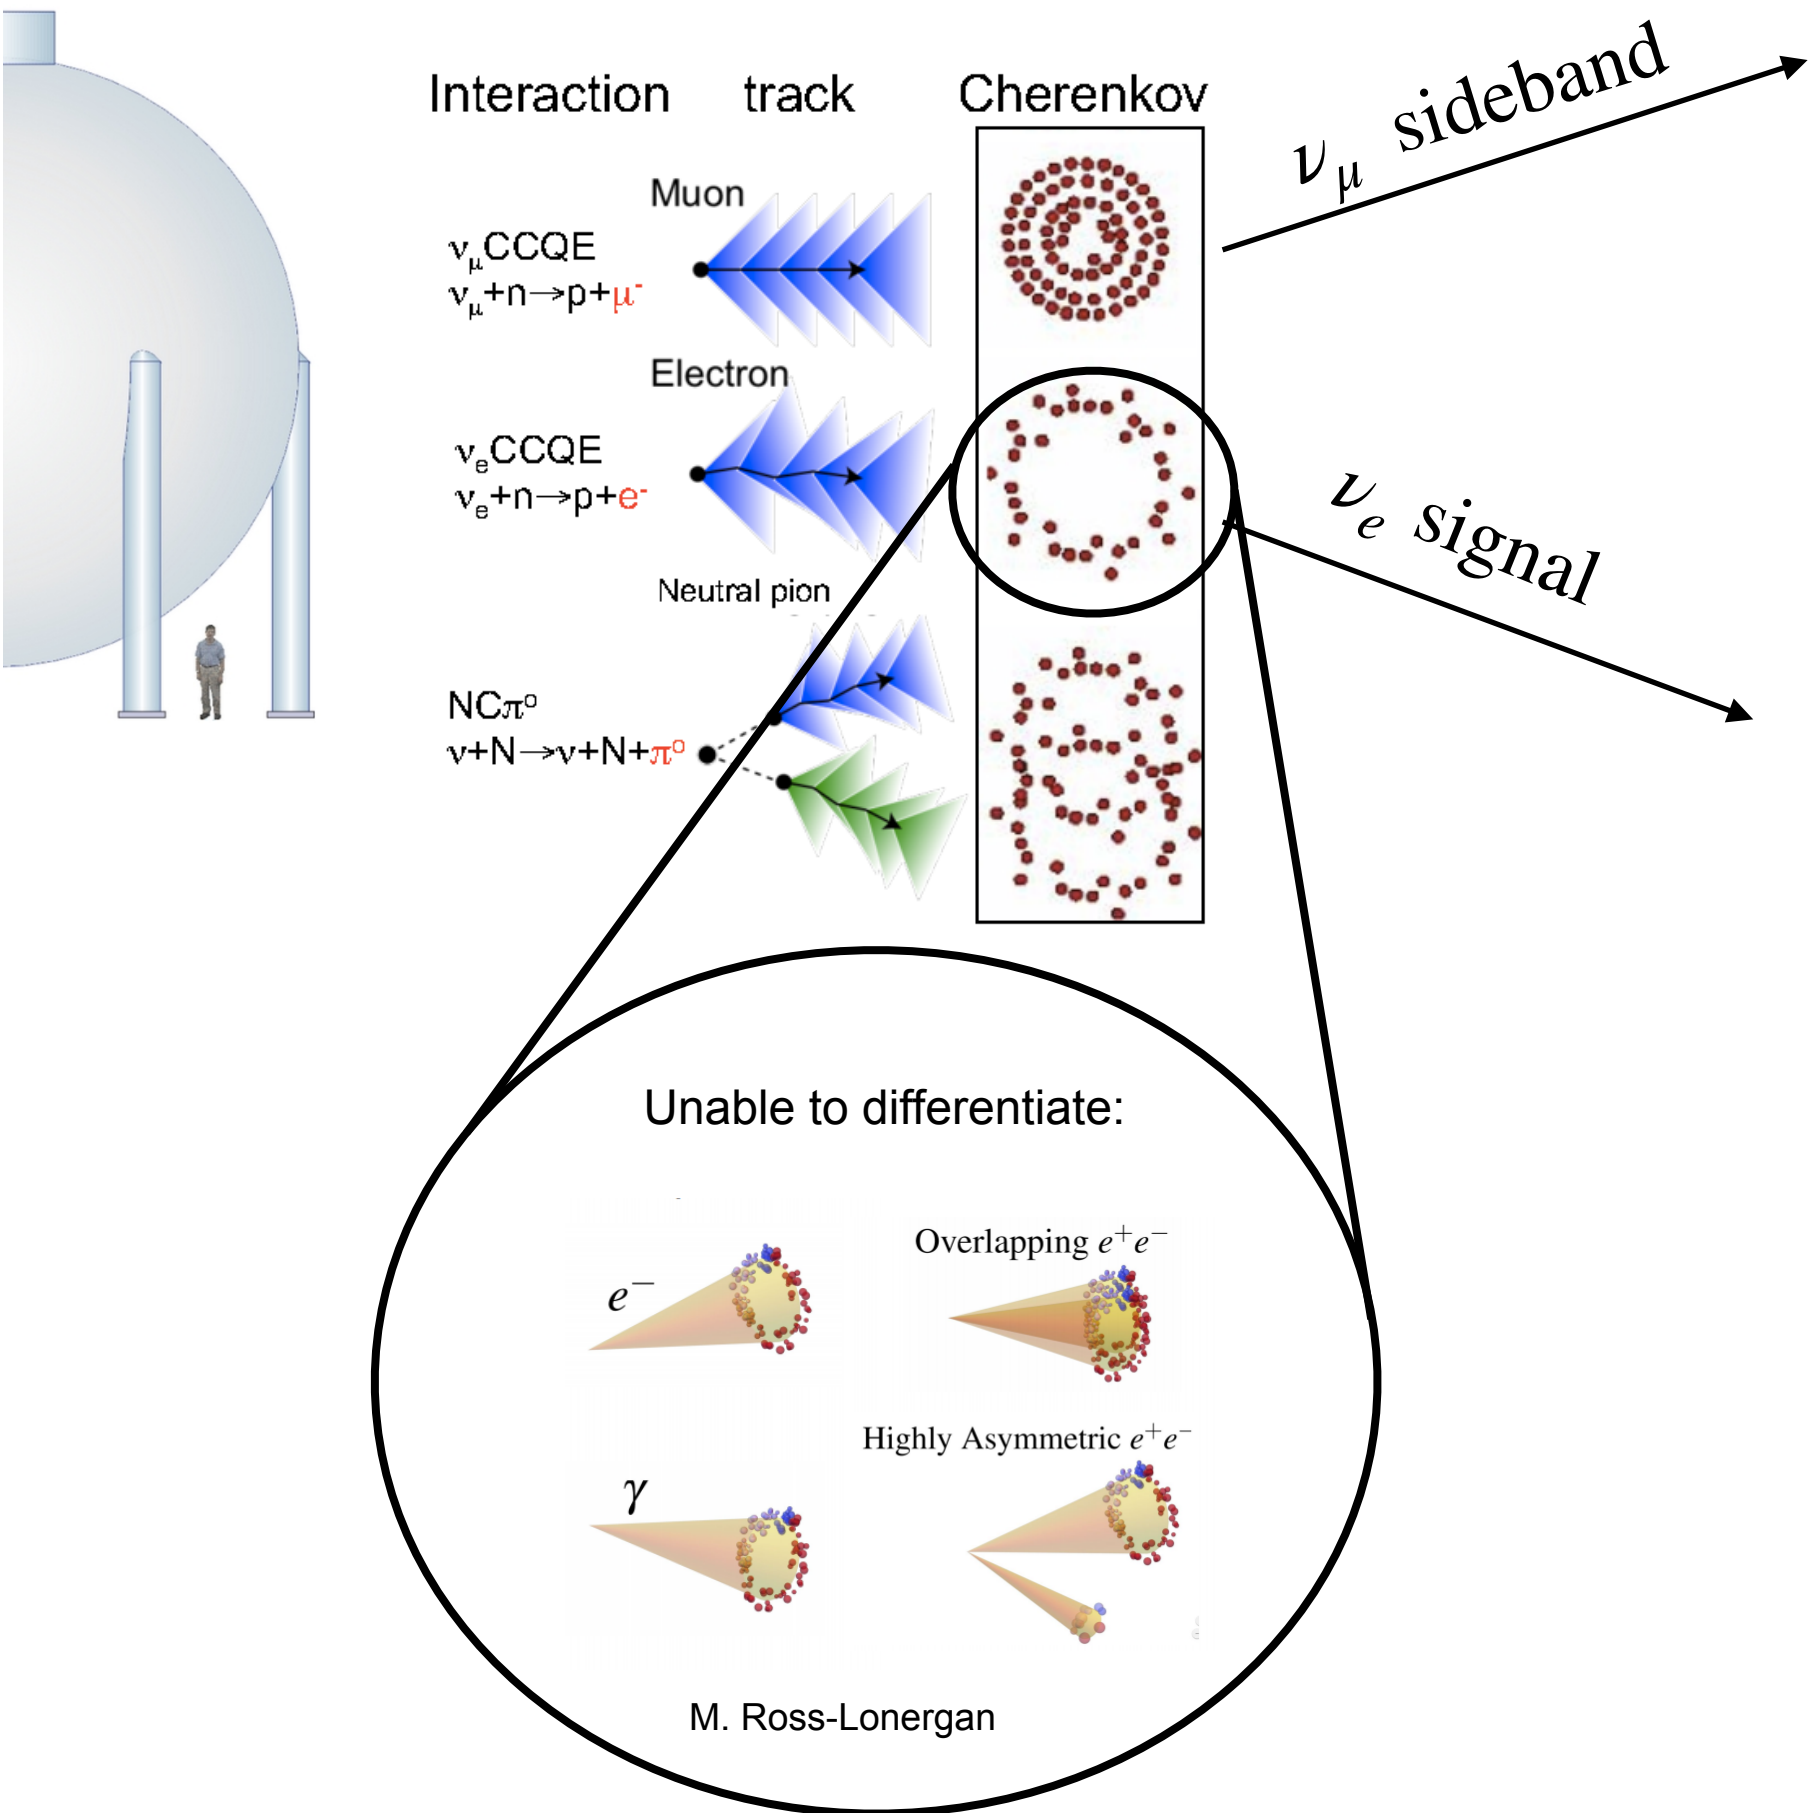 Interaction track Cherenkov
ν_μ sideband
Muon
ν_μCCQE
ν_μ+n→p+μ⁻
Electron
ν_eCCQE
ν_e+n→p+e⁻
ν_e signal
Neutral pion
NCπ⁰
ν+N→ν+N+π⁰
Unable to differentiate:
e⁻
Overlapping e⁺e⁻
γ
Highly Asymmetric e⁺e⁻
M. Ross-Lonergan